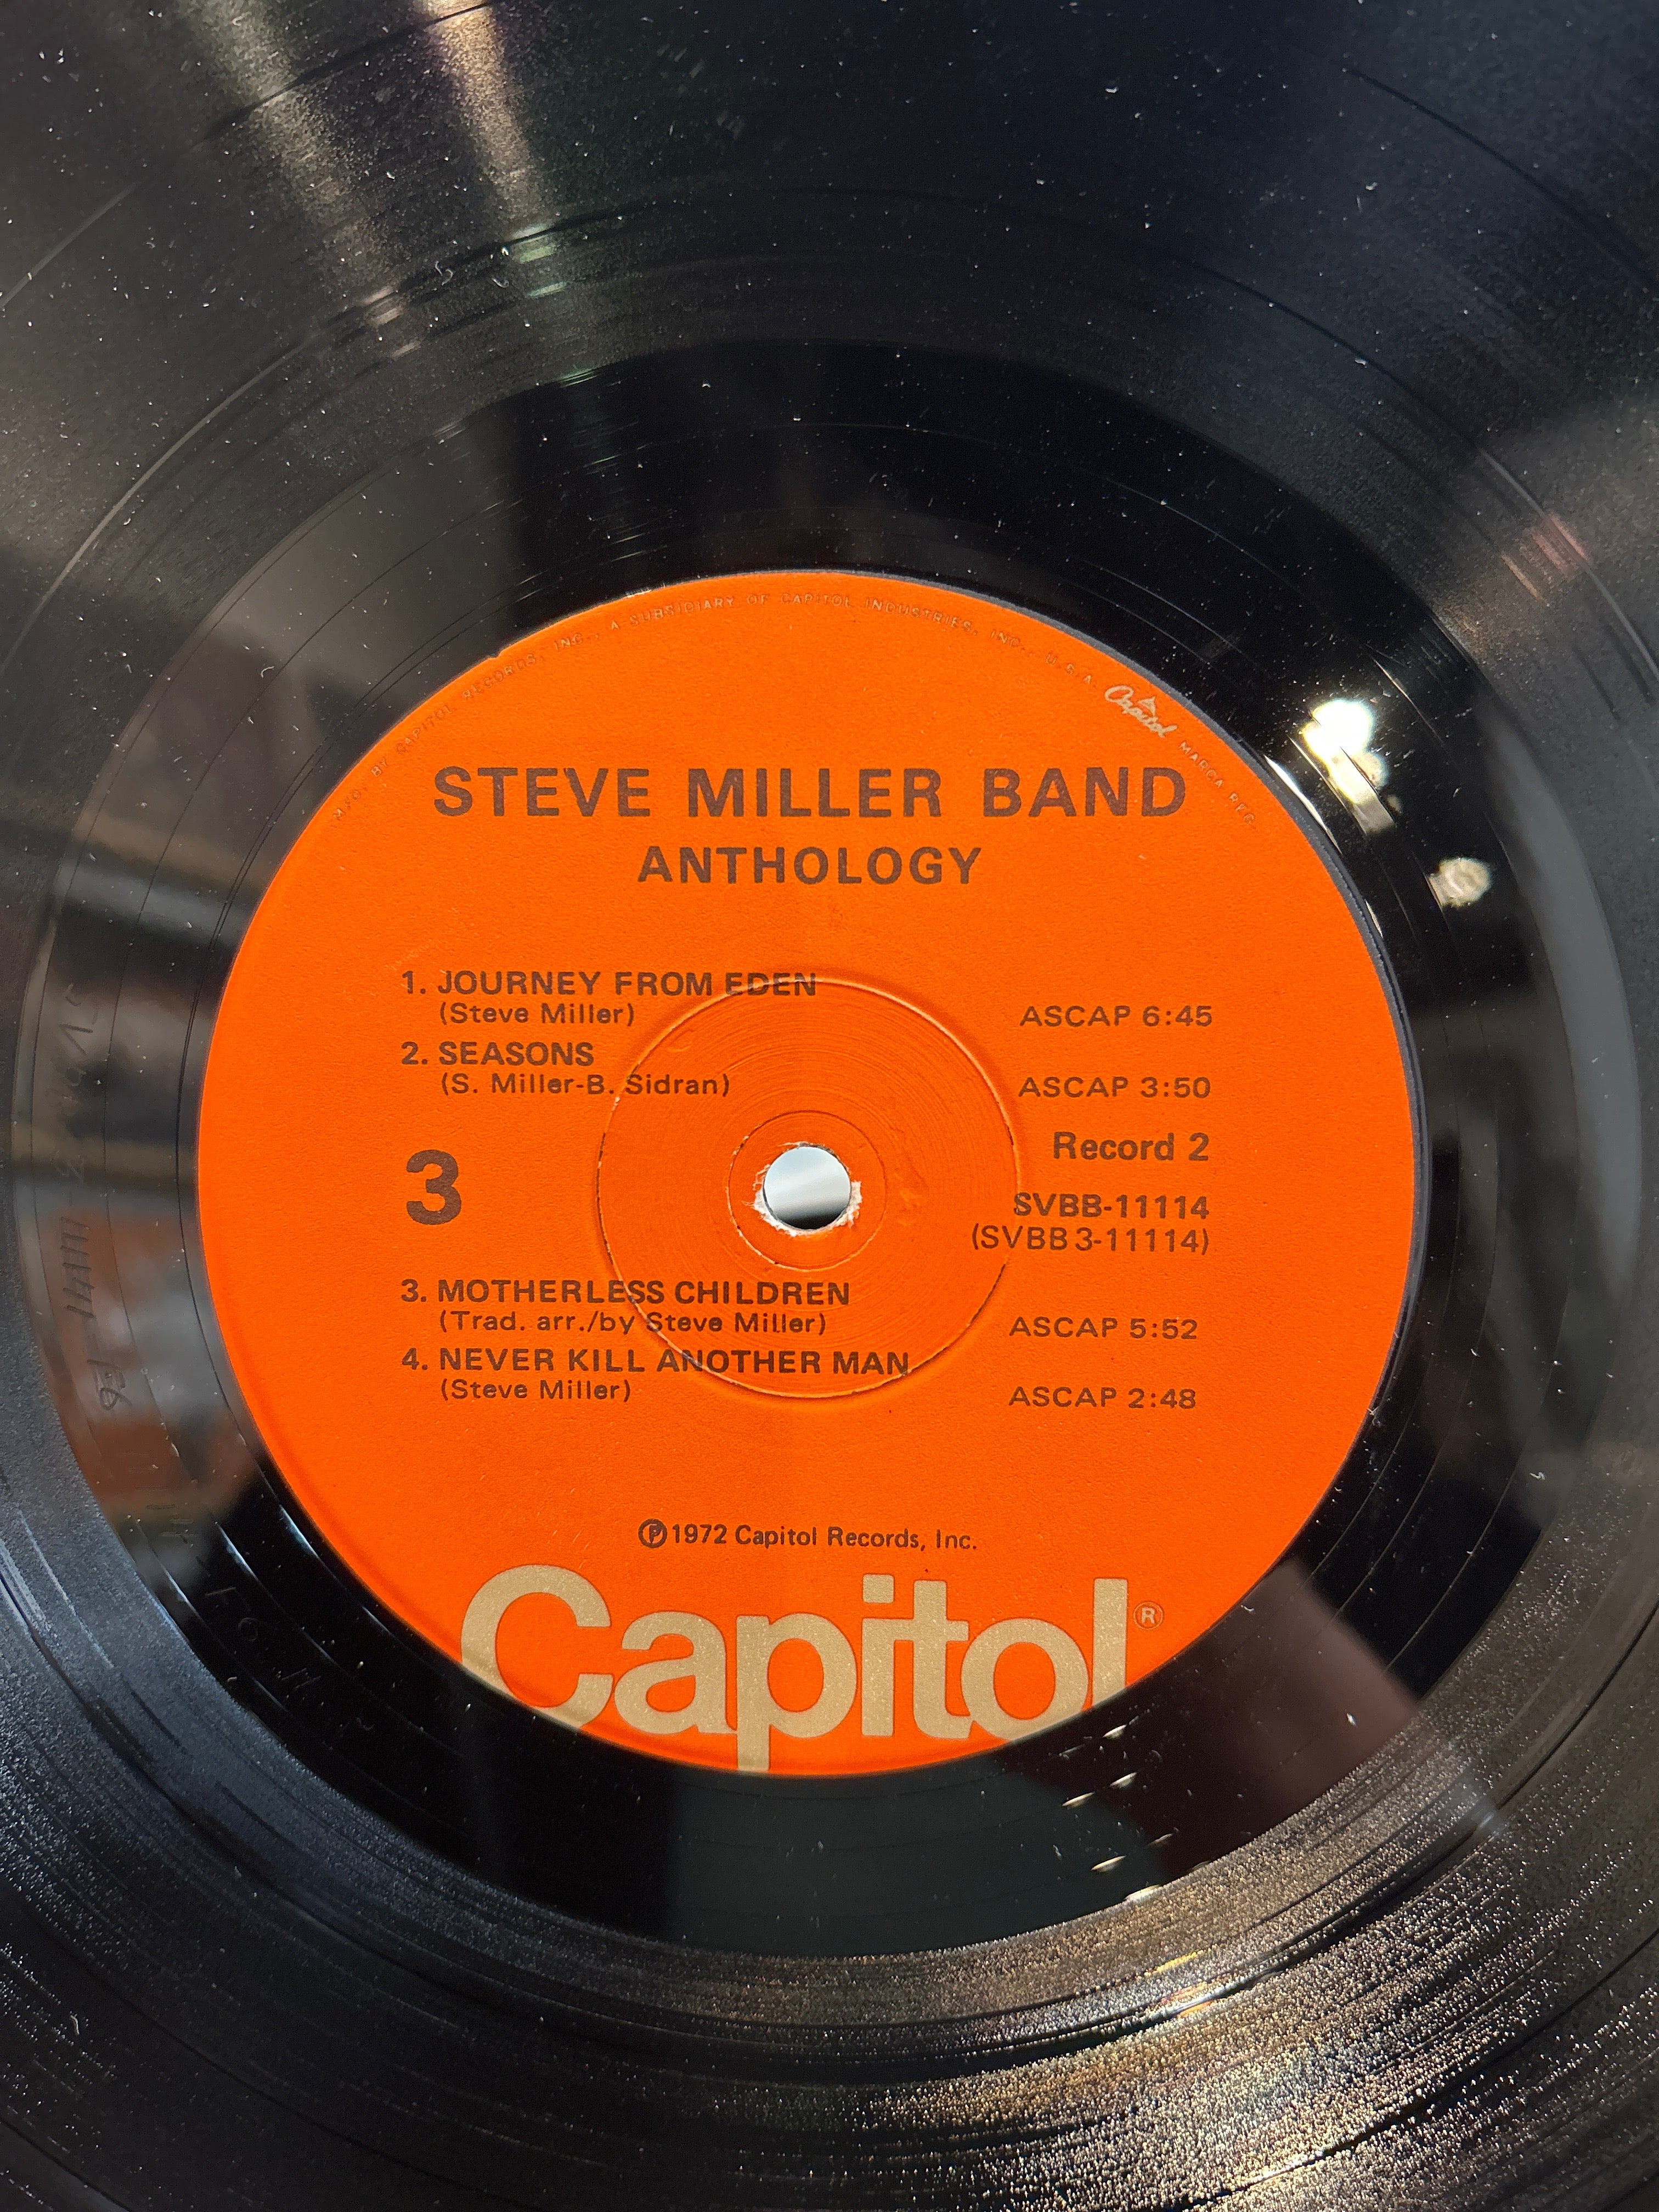 MFD. BY CAPITOL RECORDS, INC., A SUBSIDIARY OF CAPITOL INDUSTRIES, INC., U.S.A. Capitol MARCA REG.
STEVE MILLER BAND
ANTHOLOGY
1. JOURNEY FROM EDEN
(Steve Miller) ASCAP 6:45
2. SEASONS
(S. Miller-B. Sidran) ASCAP 3:50
Record 2
3
SVBB-11114
(SVBB3-11114)
3. MOTHERLESS CHILDREN
(Trad. arr./by Steve Miller) ASCAP 5:52
4. NEVER KILL ANOTHER MAN
(Steve Miller) ASCAP 2:48
Ⓟ1972 Capitol Records, Inc.
Capitol®